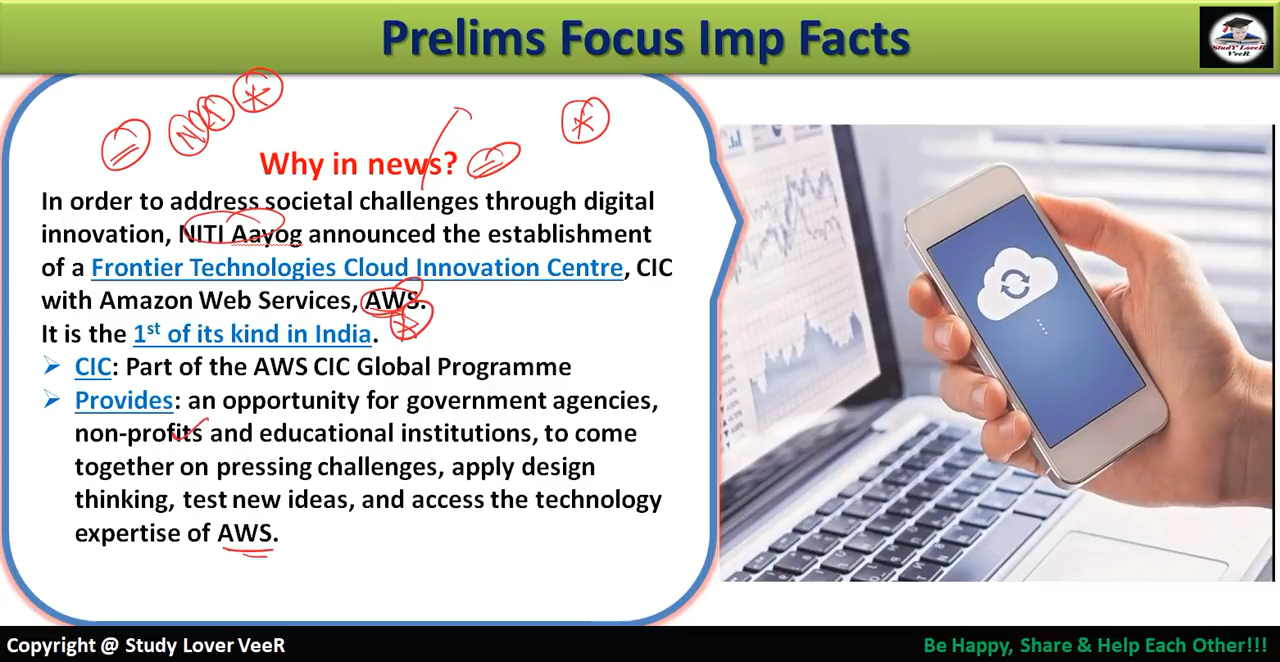 Prelims Focus Imp Facts
StudY LoveR
VeeR
Why in news?
In order to address societal challenges through digital
innovation, NITI Aayog announced the establishment
of a Frontier Technologies Cloud Innovation Centre, CIC
with Amazon Web Services, AWS.
It is the 1st of its kind in India.
CIC: Part of the AWS CIC Global Programme
Provides: an opportunity for government agencies,
non-profits and educational institutions, to come
together on pressing challenges, apply design
thinking, test new ideas, and access the technology
expertise of AWS.
Copyright @ Study Lover VeeR
Be Happy, Share & Help Each Other!!!